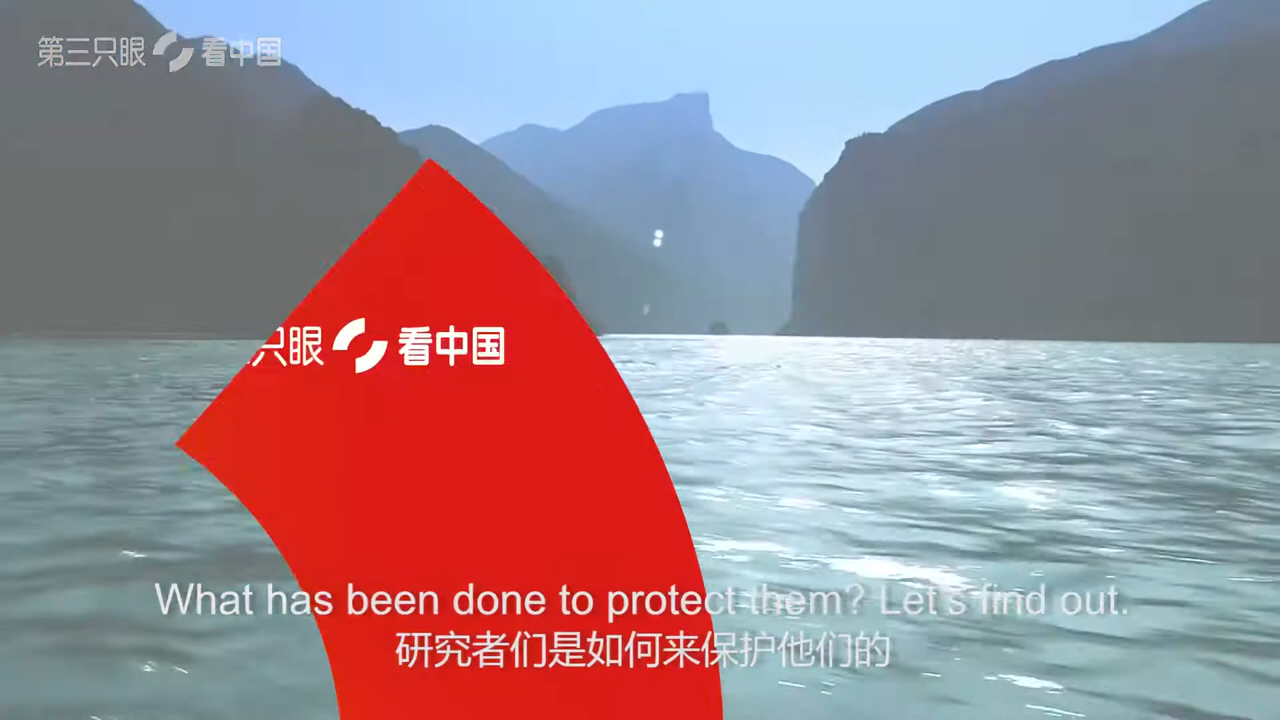 第三只眼 看中国
只眼 看中国
What has been done to protect them? Let's find out.
研究者们是如何来保护他们的